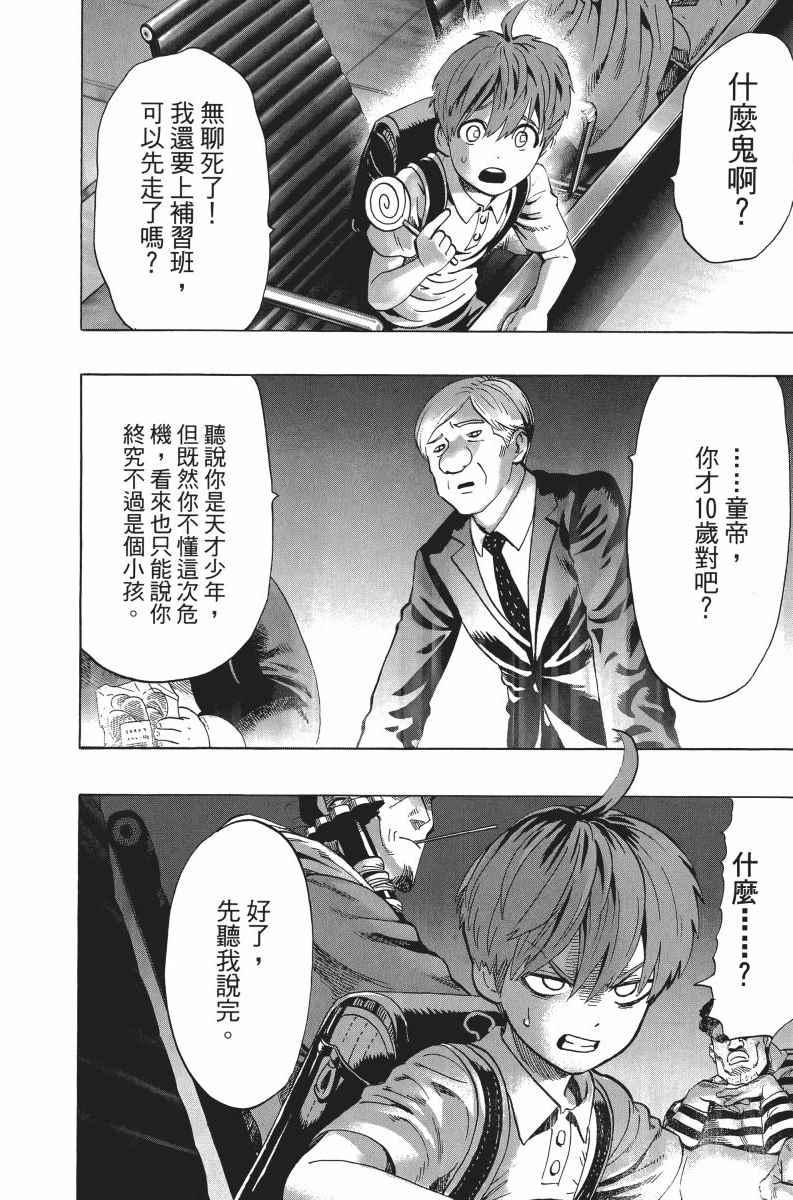 什麼鬼啊？
無聊死了！
我還要上補習班，
可以先走了嗎？
……童帝，
你才10歲對吧？
聽說你是天才少年，
但既然你不懂這次危
機，看來也只能說你
終究不過是個小孩。
什麼……？
好了，
先聽我說完。